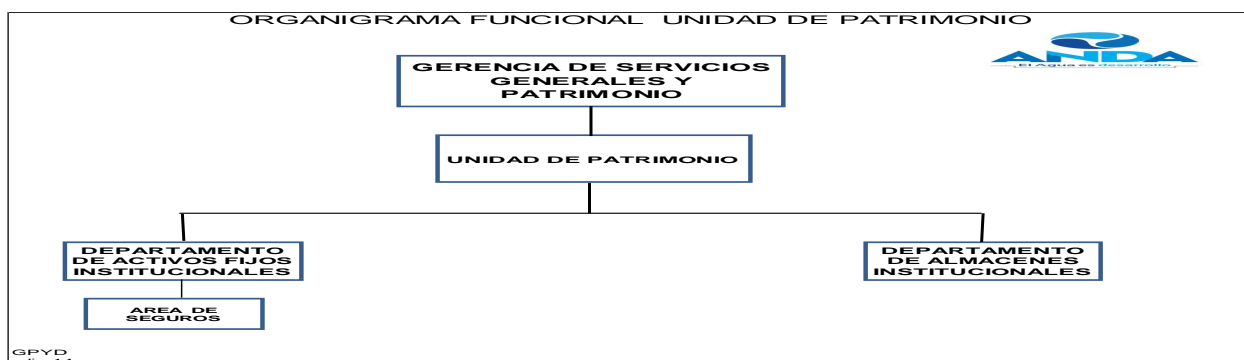 ORGANIGRAMA FUNCIONAL UNIDAD DE PATRIMONIO
ANDA
El Agua es desarrollo
GERENCIA DE SERVICIOS
GENERALES Y
PATRIMONIO
UNIDAD DE PATRIMONIO
DEPARTAMENTO
DE ACTIVOS FIJOS
INSTITUCIONALES
DEPARTAMENTO
DE ALMACENES
INSTITUCIONALES
AREA DE
SEGUROS
GPYD